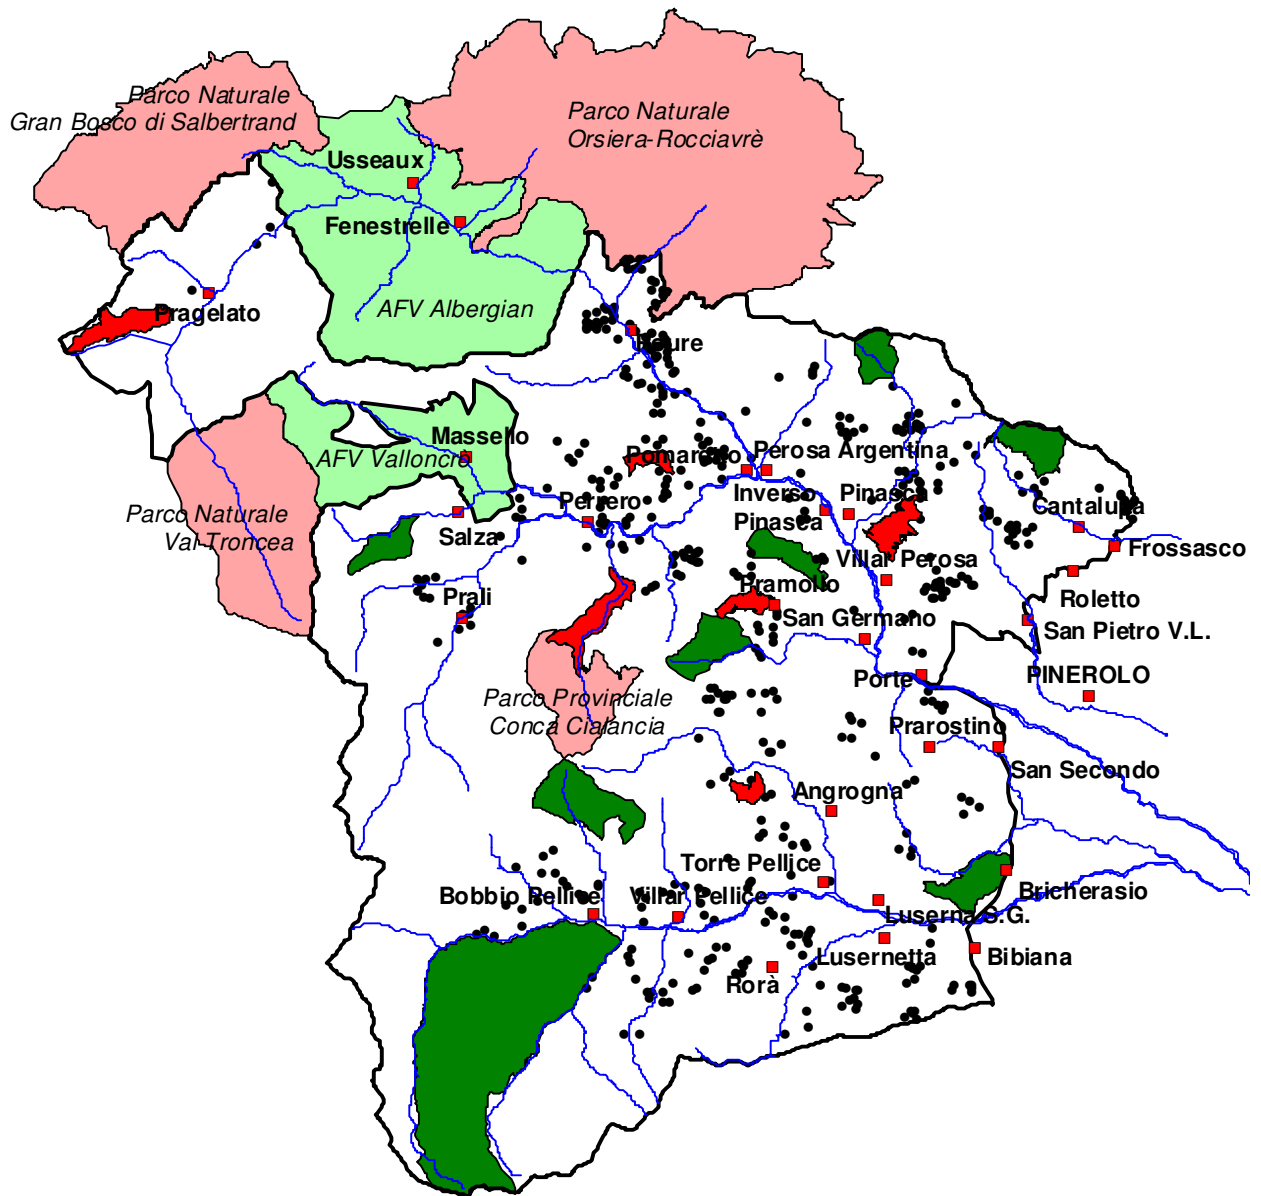 Parco Naturale
Gran Bosco di Salbertrand
Parco Naturale
Orsiera-Rocciavrè
Usseaux
Fenestrelle
AFV Albergian
Pragelato
Roure
Massello
AFV Valloncrò
Pomaretto
Perosa Argentina
Perrero
Inverso
Pinasca
Pinasca
Cantalupa
Parco Naturale
Val Troncea
Salza
Villar Perosa
Frossasco
Prali
Pramollo
Roletto
San Germano
San Pietro V.L.
Porte
PINEROLO
Parco Provinciale
Conca Cialancia
Prarostino
San Secondo
Angrogna
Torre Pellice
Bobbio Pellice
Villar Pellice
Bricherasio
Luserna S.G.
Lusernetta
Bibiana
Rorà